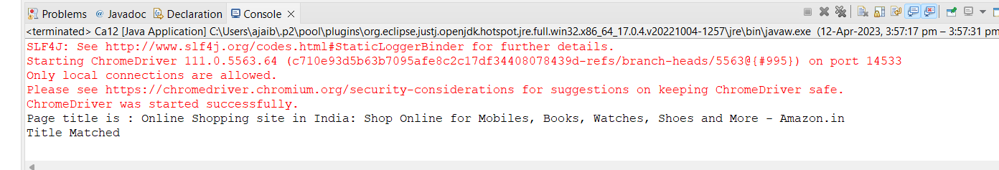 Problems @ Javadoc Declaration Console ×
<terminated> Ca12 [Java Application] C:\Users\ajaib\.p2\pool\plugins\org.eclipse.justj.openjdk.hotspot.jre.full.win32.x86_64_17.0.4.v20221004-1257\jre\bin\javaw.exe (12-Apr-2023, 3:57:17 pm – 3:57:31 pm
SLF4J: See http://www.slf4j.org/codes.html#StaticLoggerBinder for further details.
Starting ChromeDriver 111.0.5563.64 (c710e93d5b63b7095afe8c2c17df34408078439d-refs/branch-heads/5563@{#995}) on port 14533
Only local connections are allowed.
Please see https://chromedriver.chromium.org/security-considerations for suggestions on keeping ChromeDriver safe.
ChromeDriver was started successfully.
Page title is : Online Shopping site in India: Shop Online for Mobiles, Books, Watches, Shoes and More - Amazon.in
Title Matched